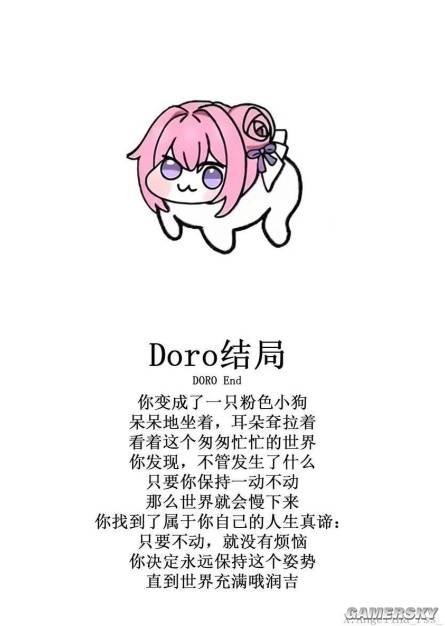 Doro结局
DORO End
你变成了一只粉色小狗
呆呆地坐着，耳朵耷拉着
看着这个匆匆忙忙的世界
你发现，不管发生了什么
只要你保持一动不动
那么世界就会慢下来
你找到了属于你自己的人生真谛：
只要不动，就没有烦恼
你决定永远保持这个姿势
直到世界充满哦润吉
GAMERSKY